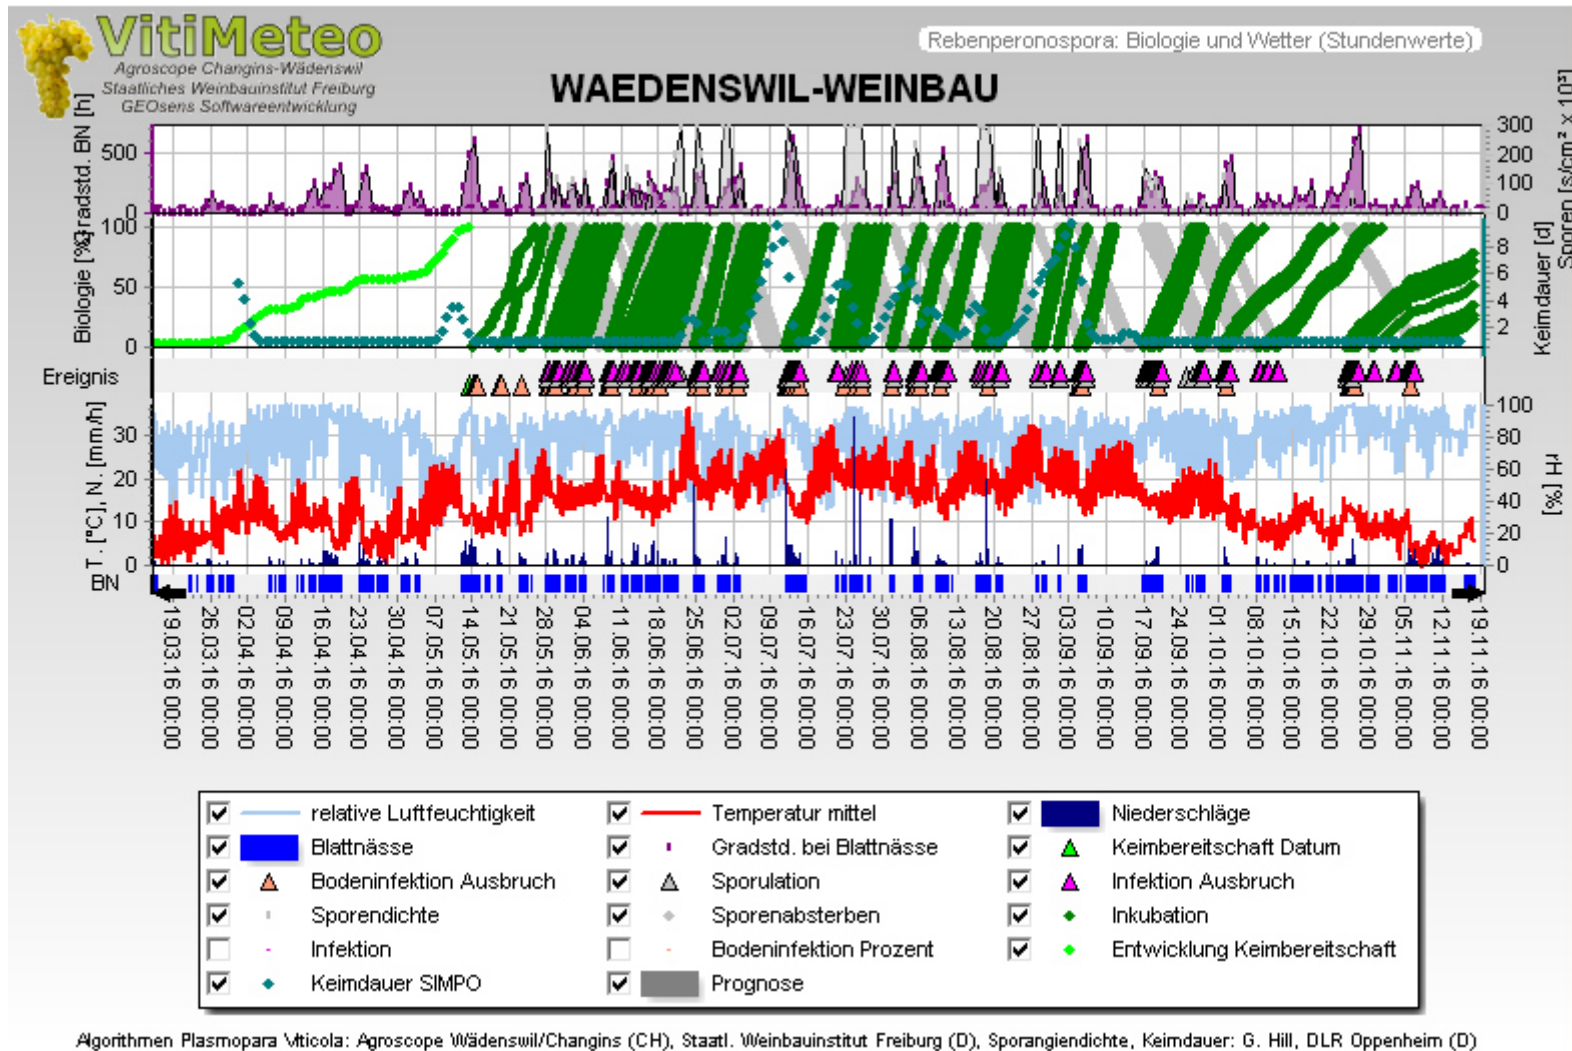 VitiMeteo
Agroscope Changins-Wädenswil
Staatliches Weinbauinstitut Freiburg
GEOsens Softwareentwicklung
Rebenperonospora: Biologie und Wetter (Stundenwerte)
WAEDENSWIL-WEINBAU
Gradstd. BN [h]
500
0
300
200
100
0
Sporen [s/cm² x 10³]
Biologie [%]
100
50
0
8
6
4
2
Keimdauer [d]
Ereignis
T. [°C], N. [mm/h]
30
20
10
0
100
80
60
40
20
0
rH [%]
BN
19.03.16 00:00
26.03.16 00:00
02.04.16 00:00
09.04.16 00:00
16.04.16 00:00
23.04.16 00:00
30.04.16 00:00
07.05.16 00:00
14.05.16 00:00
21.05.16 00:00
28.05.16 00:00
04.06.16 00:00
11.06.16 00:00
18.06.16 00:00
25.06.16 00:00
02.07.16 00:00
09.07.16 00:00
16.07.16 00:00
23.07.16 00:00
30.07.16 00:00
06.08.16 00:00
13.08.16 00:00
20.08.16 00:00
27.08.16 00:00
03.09.16 00:00
10.09.16 00:00
17.09.16 00:00
24.09.16 00:00
01.10.16 00:00
08.10.16 00:00
15.10.16 00:00
22.10.16 00:00
29.10.16 00:00
05.11.16 00:00
12.11.16 00:00
19.11.16 00:00
relative Luftfeuchtigkeit Temperatur mittel Niederschläge
Blattnässe Gradstd. bei Blattnässe Keimbereitschaft Datum
Bodeninfektion Ausbruch Sporulation Infektion Ausbruch
Sporendichte Sporenabsterben Inkubation
Infektion Bodeninfektion Prozent Entwicklung Keimbereitschaft
Keimdauer SIMPO Prognose
Algorithmen Plasmopara Viticola: Agroscope Wädenswil/Changins (CH), Staatl. Weinbauinstitut Freiburg (D), Sporangiendichte, Keimdauer: G. Hill, DLR Oppenheim (D)